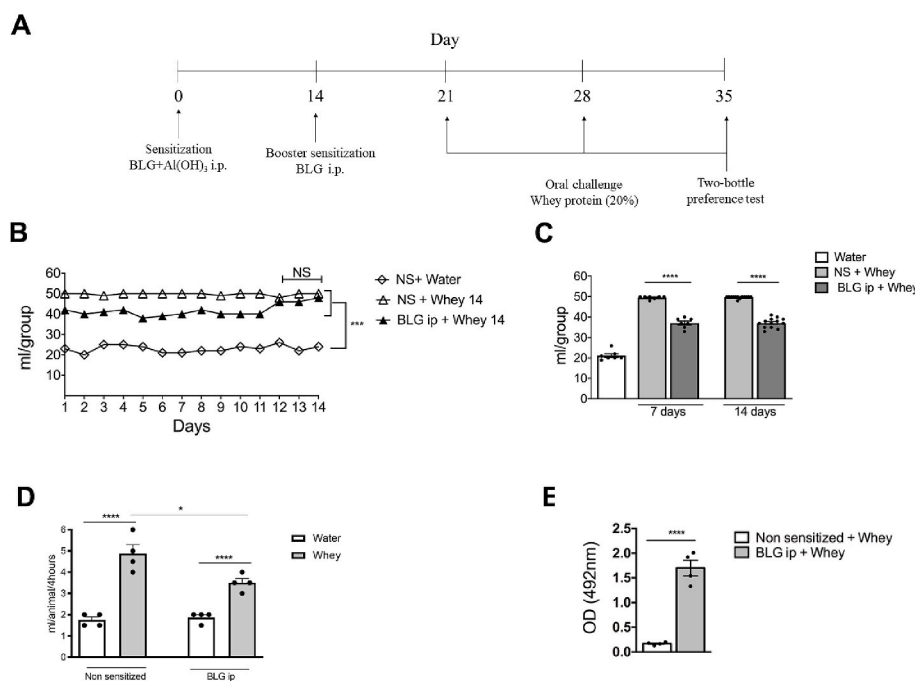 A
Day
0
14
21
28
35
Sensitization
BLG+Al(OH)₃ i.p.
Booster sensitization
BLG i.p.
Oral challenge
Whey protein (20%)
Two-bottle
preference test
B
60
50
40
30
20
10
ml/group
NS
***
1 2 3 4 5 6 7 8 9 10 11 12 13 14
Days
NS+ Water
NS + Whey 14
BLG ip + Whey 14
C
60
50
40
30
20
10
0
ml/group
**** ****
7 days 14 days
Water
NS + Whey
BLG ip + Whey
D
6
5
4
3
2
1
0
ml/animal/4hours
**** * ****
Non sensitized BLG ip
Water
Whey
E
2.5
2.0
1.5
1.0
0.5
0.0
OD (492nm)
****
Non sensitized + Whey
BLG ip + Whey